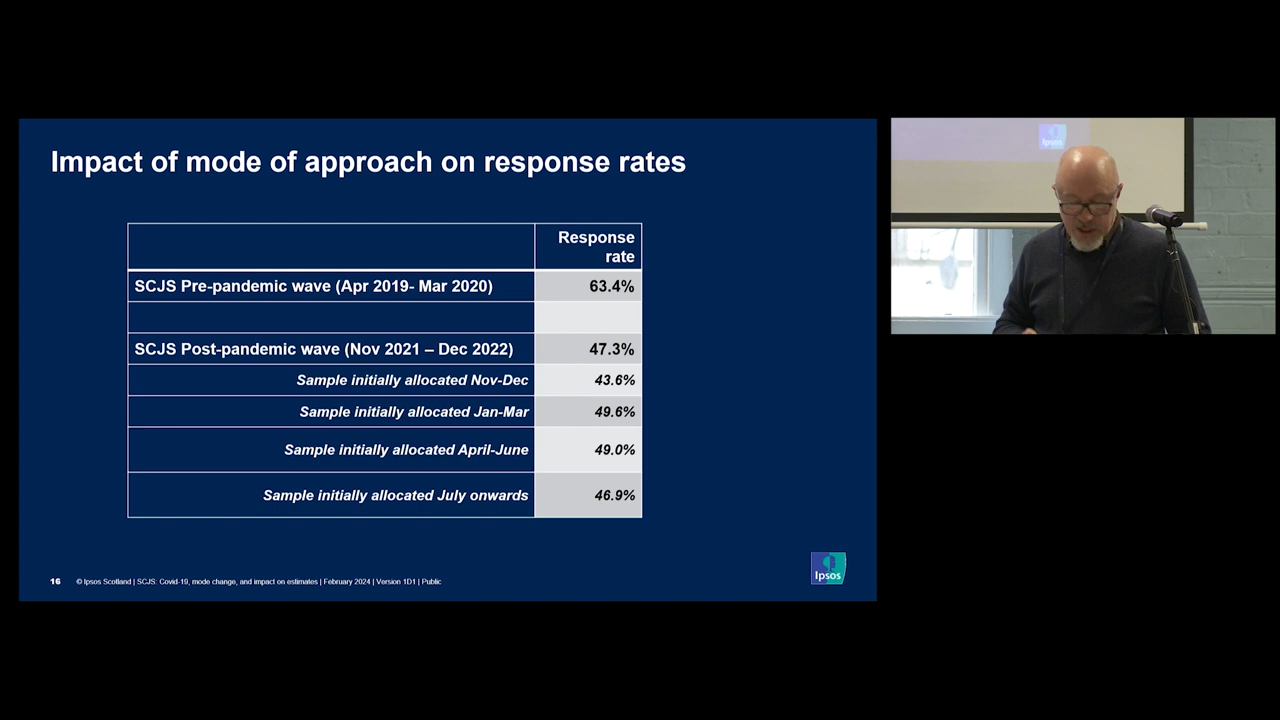 Impact of mode of approach on response rates
Response
rate
SCJS Pre-pandemic wave (Apr 2019- Mar 2020) 63.4%
SCJS Post-pandemic wave (Nov 2021 – Dec 2022) 47.3%
Sample initially allocated Nov-Dec 43.6%
Sample initially allocated Jan-Mar 49.6%
Sample initially allocated April-June 49.0%
Sample initially allocated July onwards 46.9%
Ipsos
16 © Ipsos Scotland | SCJS: Covid-19, mode change, and impact on estimates | February 2024 | Version 1D1 | Public
Ipsos